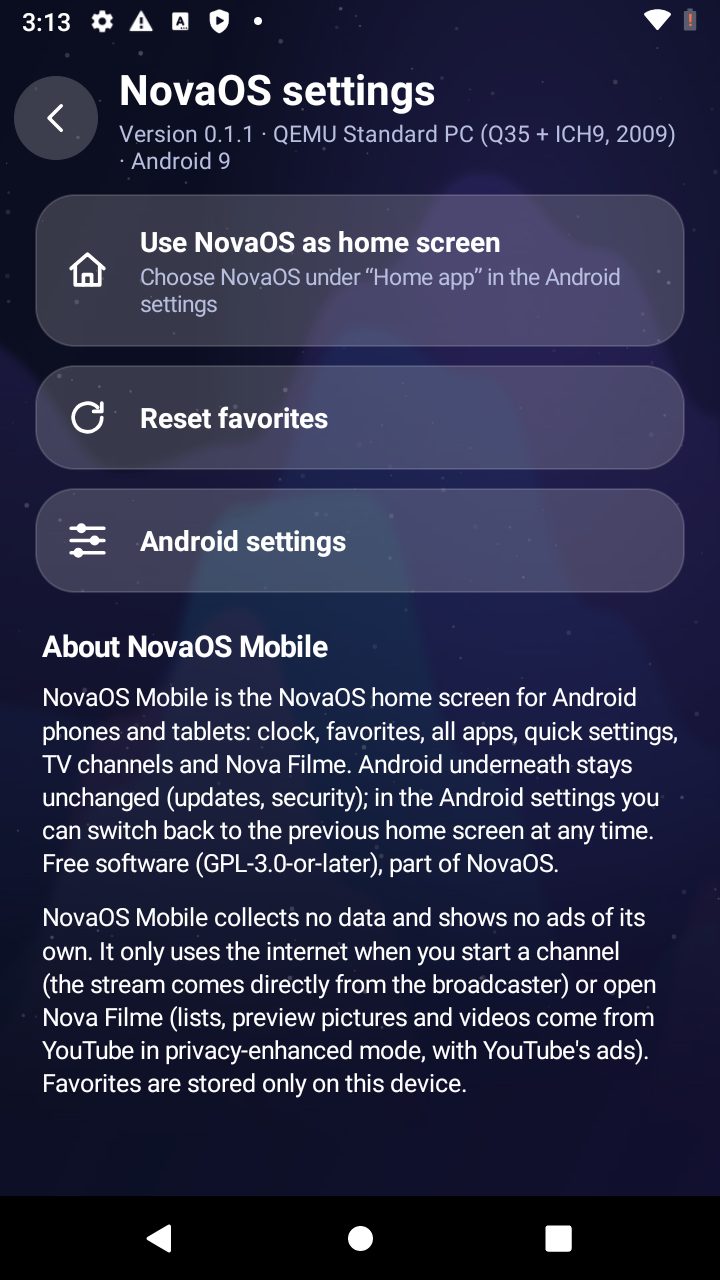 3:13
NovaOS settings
Version 0.1.1 · QEMU Standard PC (Q35 + ICH9, 2009)
· Android 9
Use NovaOS as home screen
Choose NovaOS under “Home app” in the Android
settings
Reset favorites
Android settings
About NovaOS Mobile
NovaOS Mobile is the NovaOS home screen for Android
phones and tablets: clock, favorites, all apps, quick settings,
TV channels and Nova Filme. Android underneath stays
unchanged (updates, security); in the Android settings you
can switch back to the previous home screen at any time.
Free software (GPL-3.0-or-later), part of NovaOS.
NovaOS Mobile collects no data and shows no ads of its
own. It only uses the internet when you start a channel
(the stream comes directly from the broadcaster) or open
Nova Filme (lists, preview pictures and videos come from
YouTube in privacy-enhanced mode, with YouTube's ads).
Favorites are stored only on this device.